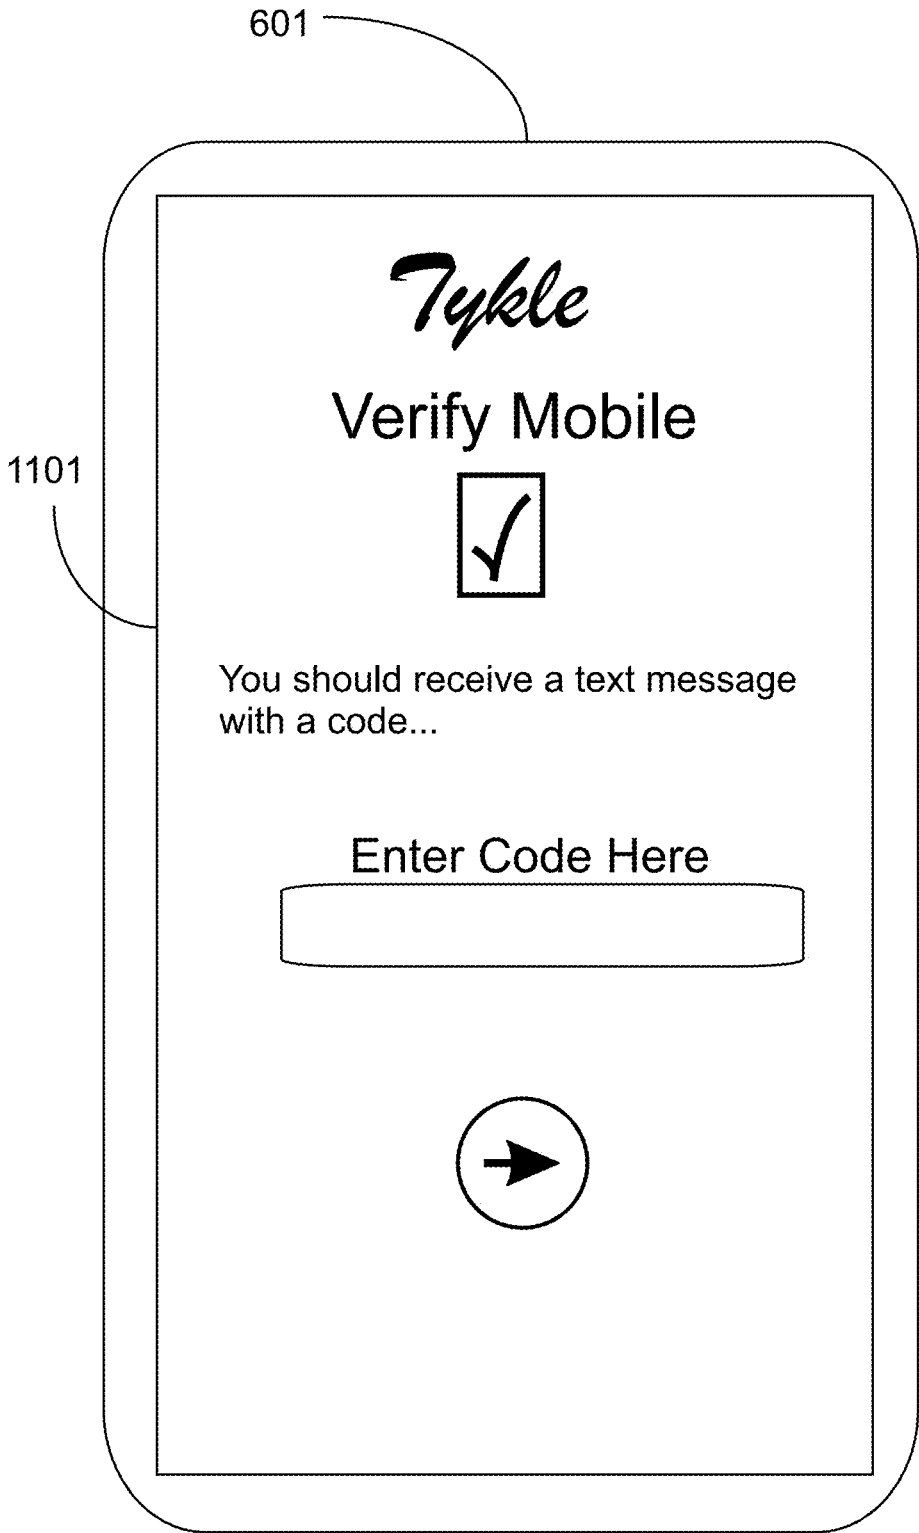 601
Tykle
Verify Mobile
1101
You should receive a text message
with a code...
Enter Code Here